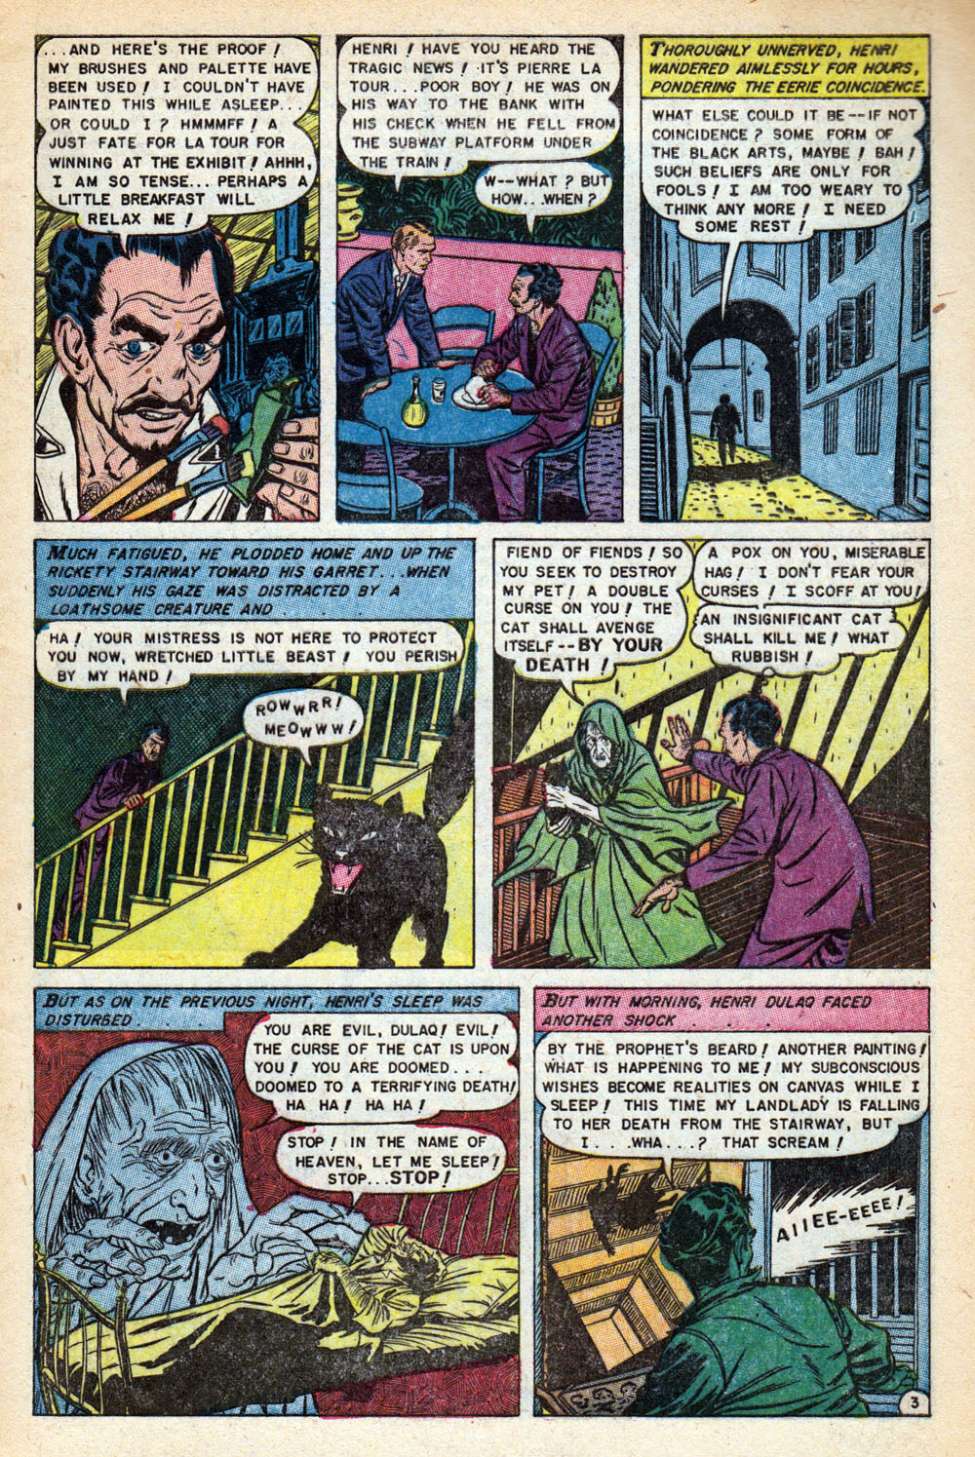 ...AND HERE'S THE PROOF!
MY BRUSHES AND PALETTE HAVE
BEEN USED! I COULDN'T HAVE
PAINTED THIS WHILE ASLEEP...
OR COULD I? HMMMFF! A
JUST FATE FOR LA TOUR FOR
WINNING AT THE EXHIBIT! AHHH,
I AM SO TENSE... PERHAPS A
LITTLE BREAKFAST WILL
RELAX ME!
HENRI! HAVE YOU HEARD THE
TRAGIC NEWS! IT'S PIERRE LA
TOUR...POOR BOY! HE WAS ON
HIS WAY TO THE BANK WITH
HIS CHECK WHEN HE FELL FROM
THE SUBWAY PLATFORM UNDER
THE TRAIN!
W--WHAT? BUT
HOW...WHEN?
THOROUGHLY UNNERVED, HENRI
WANDERED AIMLESSLY FOR HOURS,
PONDERING THE EERIE COINCIDENCE.
WHAT ELSE COULD IT BE--IF NOT
COINCIDENCE? SOME FORM OF
THE BLACK ARTS, MAYBE! BAH!
SUCH BELIEFS ARE ONLY FOR
FOOLS! I AM TOO WEARY TO
THINK ANY MORE! I NEED
SOME REST!
MUCH FATIGUED, HE PLODDED HOME AND UP THE
RICKETY STAIRWAY TOWARD HIS GARRET...WHEN
SUDDENLY HIS GAZE WAS DISTRACTED BY A
LOATHSOME CREATURE AND . . . .
HA! YOUR MISTRESS IS NOT HERE TO PROTECT
YOU NOW, WRETCHED LITTLE BEAST! YOU PERISH
BY MY HAND!
ROWWRR!
MEOWWW!
FIEND OF FIENDS! SO
YOU SEEK TO DESTROY
MY PET! A DOUBLE
CURSE ON YOU! THE
CAT SHALL AVENGE
ITSELF--BY YOUR
DEATH!
A POX ON YOU, MISERABLE
HAG! I DON'T FEAR YOUR
CURSES! I SCOFF AT YOU!
AN INSIGNIFICANT CAT
SHALL KILL ME! WHAT
RUBBISH!
BUT AS ON THE PREVIOUS NIGHT, HENRI'S SLEEP WAS
DISTURBED . . . .
YOU ARE EVIL, DULAQ! EVIL!
THE CURSE OF THE CAT IS UPON
YOU! YOU ARE DOOMED...
DOOMED TO A TERRIFYING DEATH!
HA HA! HA HA!
STOP! IN THE NAME OF
HEAVEN, LET ME SLEEP!
STOP...STOP!
BUT WITH MORNING, HENRI DULAQ FACED
ANOTHER SHOCK . . . .
BY THE PROPHET'S BEARD! ANOTHER PAINTING!
WHAT IS HAPPENING TO ME! MY SUBCONSCIOUS
WISHES BECOME REALITIES ON CANVAS WHILE I
SLEEP! THIS TIME MY LANDLADY IS FALLING
TO HER DEATH FROM THE STAIRWAY, BUT
I...WHA...? THAT SCREAM!
AIIEE-EEEE!
3